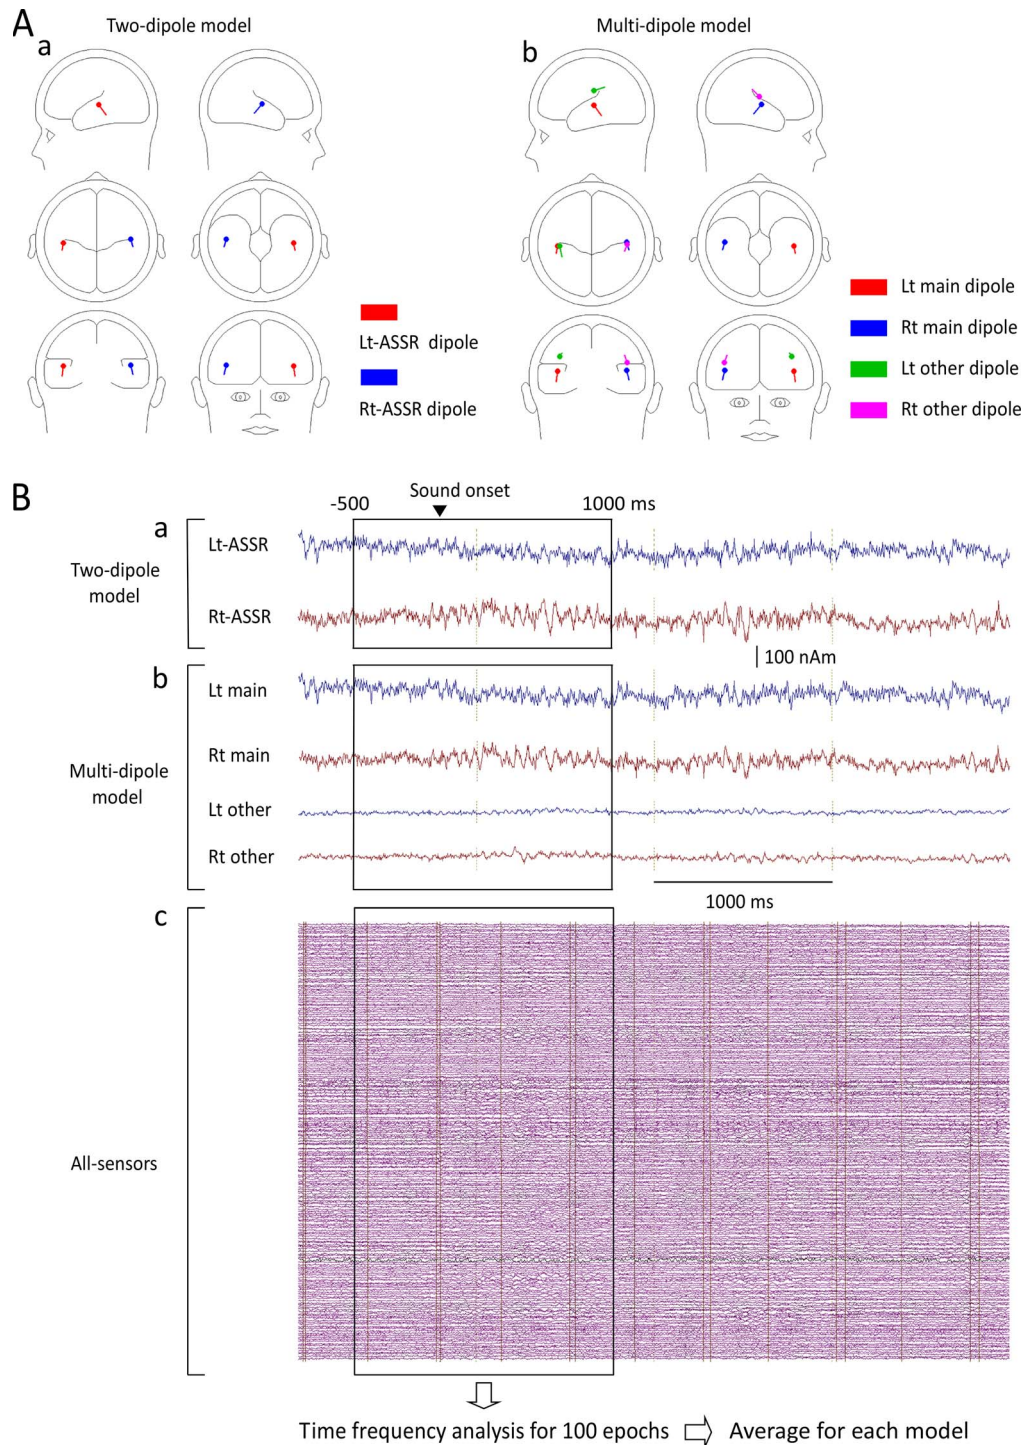 A
Two-dipole model
Multi-dipole model
a
b
Lt-ASSR dipole
Rt-ASSR dipole
Lt main dipole
Rt main dipole
Lt other dipole
Rt other dipole
B
Sound onset
-500
1000 ms
a
Two-dipole
model
Lt-ASSR
Rt-ASSR
100 nAm
b
Multi-dipole
model
Lt main
Rt main
Lt other
Rt other
1000 ms
c
All-sensors
Time frequency analysis for 100 epochs
Average for each model